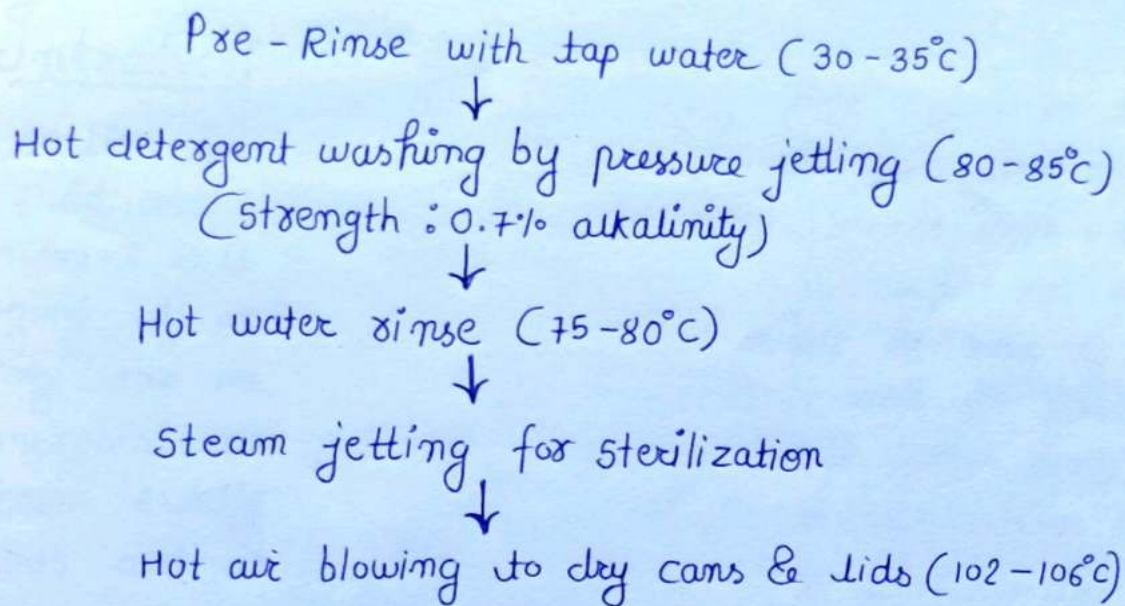 Pre - Rinse with tap water (30 - 35°C)
↓
Hot detergent washing by pressure jetting (80 - 85°C)
(Strength : 0.7% alkalinity)
↓
Hot water rinse (75 - 80°C)
↓
Steam jetting for sterilization
↓
Hot air blowing to dry cans & lids (102 - 106°C)